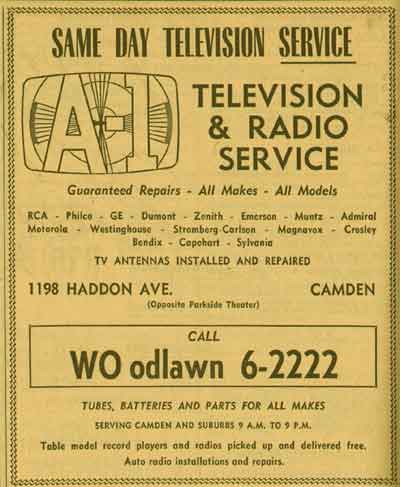 SAME DAY TELEVISION SERVICE
A-1
TELEVISION
& RADIO
SERVICE
Guaranteed Repairs - All Makes - All Models
RCA - Philco - GE - Dumont - Zenith - Emerson - Muntz - Admiral
Motorola - Westinghouse - Stromberg-Carlson - Magnavox - Crosley
Bendix - Capehart - Sylvania
TV ANTENNAS INSTALLED AND REPAIRED
1198 HADDON AVE. CAMDEN
(Opposite Parkside Theater)
CALL
WO odlawn 6-2222
TUBES, BATTERIES AND PARTS FOR ALL MAKES
SERVING CAMDEN AND SUBURBS 9 A.M. TO 9 P.M.
Table model record players and radios picked up and delivered free.
Auto radio installations and repairs.